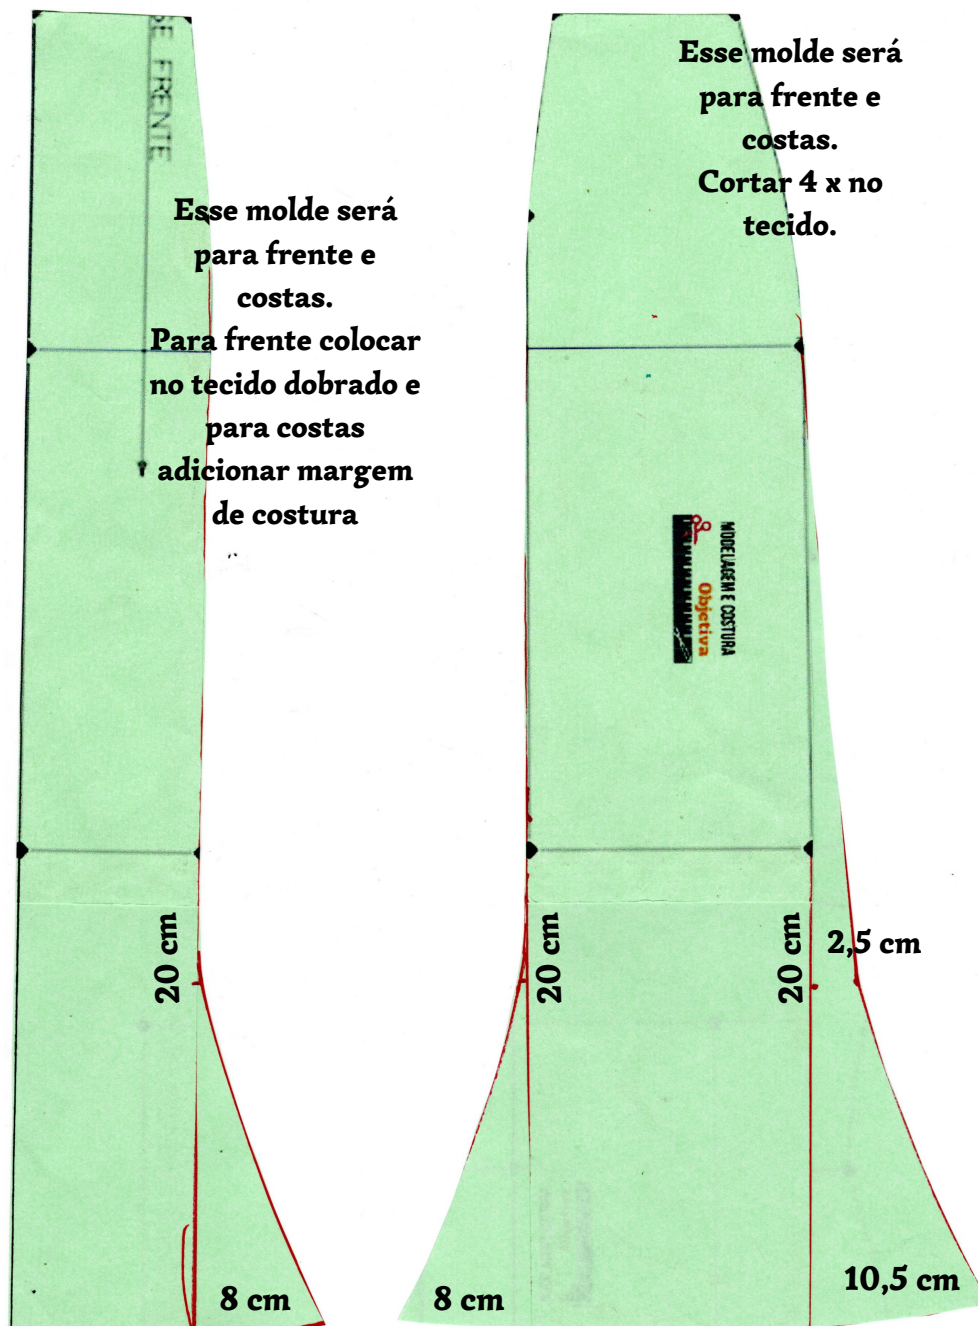 SE FRENTE
Esse molde será
para frente e
costas.
Para frente colocar
no tecido dobrado e
para costas
adicionar margem
de costura
20 cm
8 cm
Esse molde será
para frente e
costas.
Cortar 4 x no
tecido.
MODELAGEM E COSTURA
Objetiva
20 cm
20 cm
2,5 cm
8 cm
10,5 cm